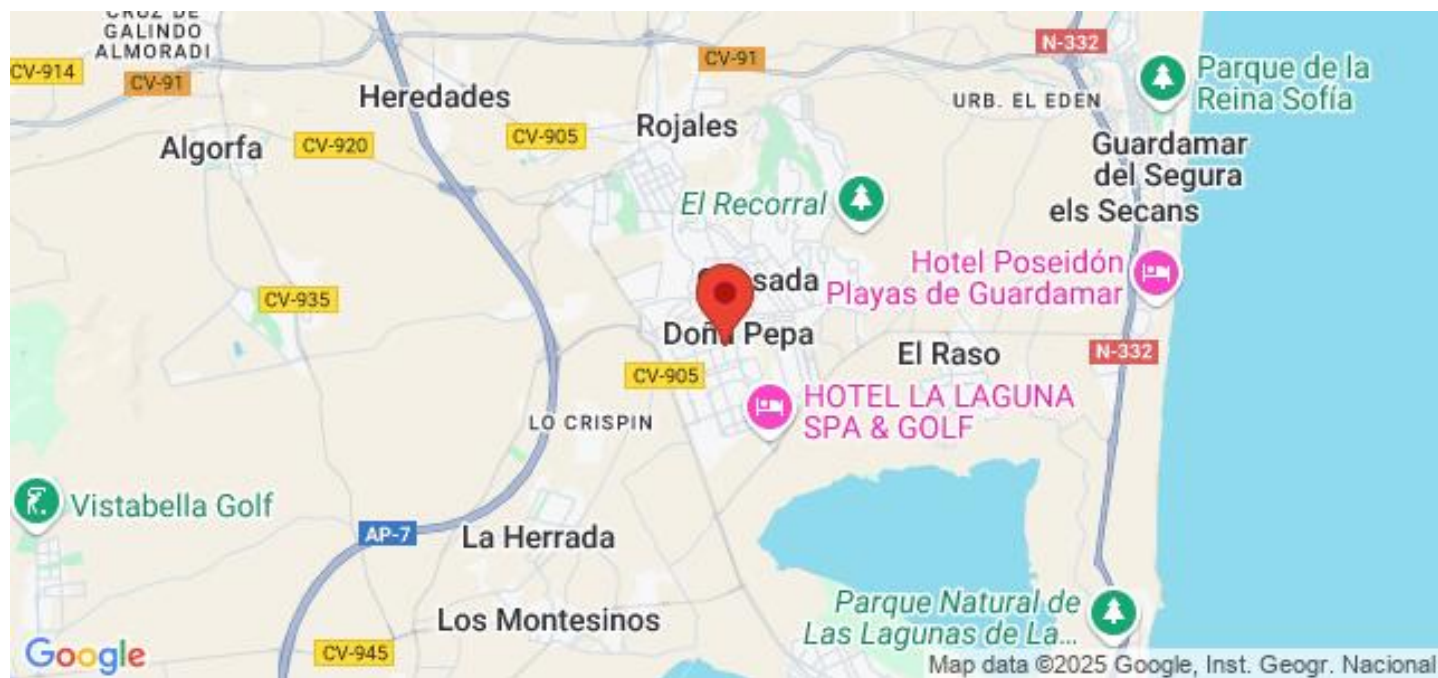 CRUZ DE
GALINDO
ALMORADI
N-332
CV-914
CV-91
CV-91
Parque de la
Reina Sofía
Heredades
URB. EL EDEN
Rojales
CV-905
Algorfa
CV-920
Guardamar
del Segura
El Recorral
els Secans
Hotel Poseidón
Playas de Guardamar
sada
CV-935
Doña Pepa
El Raso
N-332
CV-905
HOTEL LA LAGUNA
SPA & GOLF
LO CRISPIN
Vistabella Golf
AP-7
La Herrada
Parque Natural de
Las Lagunas de La...
Los Montesinos
Google
CV-945
Map data ©2025 Google, Inst. Geogr. Nacional